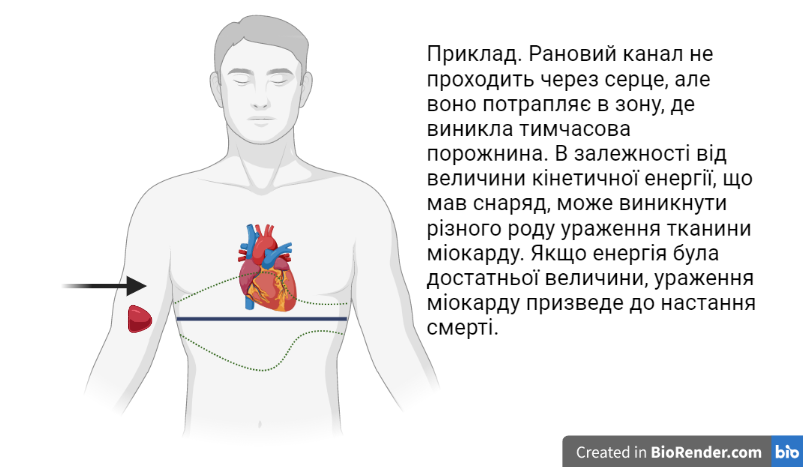 Приклад. Рановий канал не
проходить через серце, але
воно потрапляє в зону, де
виникла тимчасова
порожнина. В залежності від
величини кінетичної енергії, що
мав снаряд, може виникнути
різного роду ураження тканини
міокарду. Якщо енергія була
достатньої величини, ураження
міокарду призведе до настання
смерті.
Created in BioRender.com bio